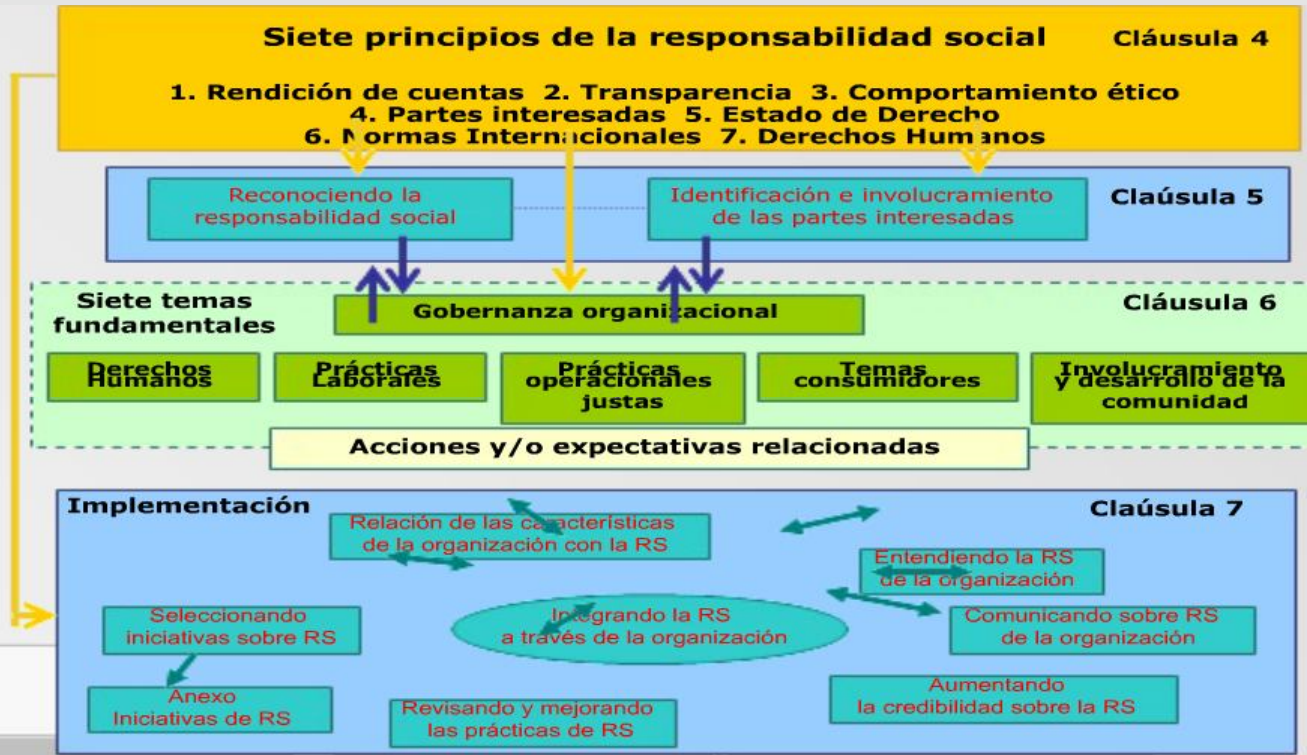 Siete principios de la responsabilidad social Cláusula 4
1. Rendición de cuentas 2. Transparencia 3. Comportamiento ético
4. Partes interesadas 5. Estado de Derecho
6. Normas Internacionales 7. Derechos Humanos
Reconociendo la
responsabilidad social
Identificación e involucramiento
de las partes interesadas
Claúsula 5
Siete temas
fundamentales
Gobernanza organizacional
Cláusula 6
Derechos
Humanos
Prácticas
Laborales
Prácticas
operacionales
justas
Temas
consumidores
Involucramiento
y desarrollo de la
comunidad
Acciones y/o expectativas relacionadas
Implementación
Claúsula 7
Relación de las características
de la organización con la RS
Entendiendo la RS
de la organización
Seleccionando
iniciativas sobre RS
Integrando la RS
a través de la organización
Comunicando sobre RS
de la organización
Anexo
Iniciativas de RS
Revisando y mejorando
las prácticas de RS
Aumentando
la credibilidad sobre la RS